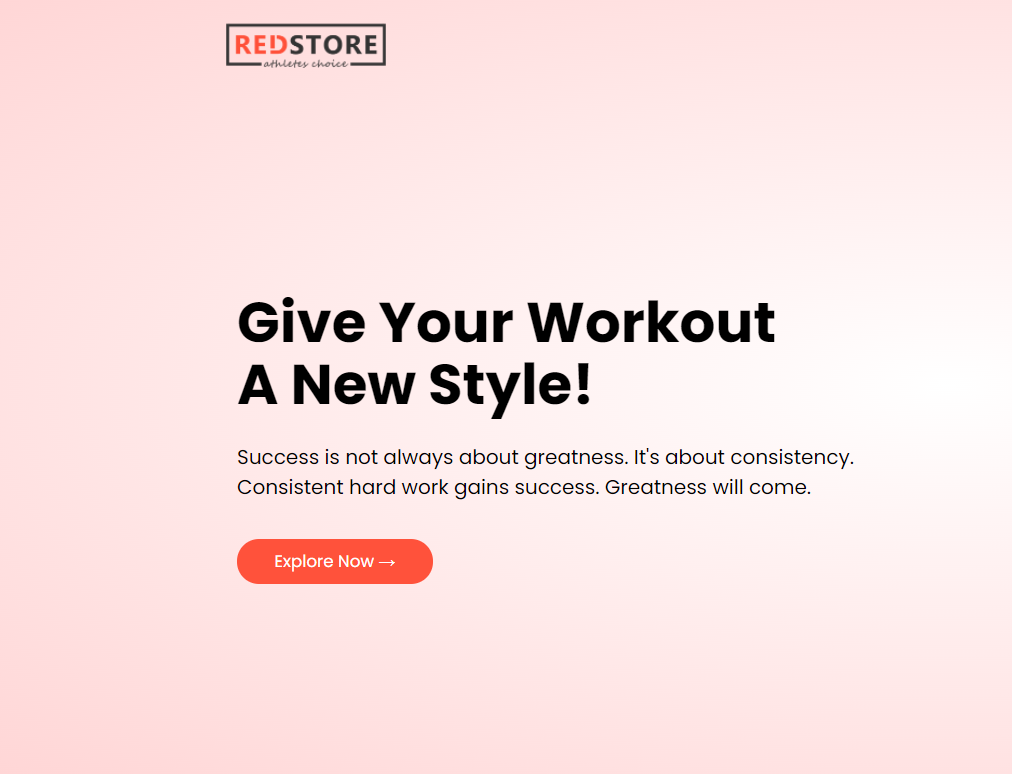 REDSTORE
athletes choice
Give Your Workout
A New Style!
Success is not always about greatness. It's about consistency.
Consistent hard work gains success. Greatness will come.
Explore Now →